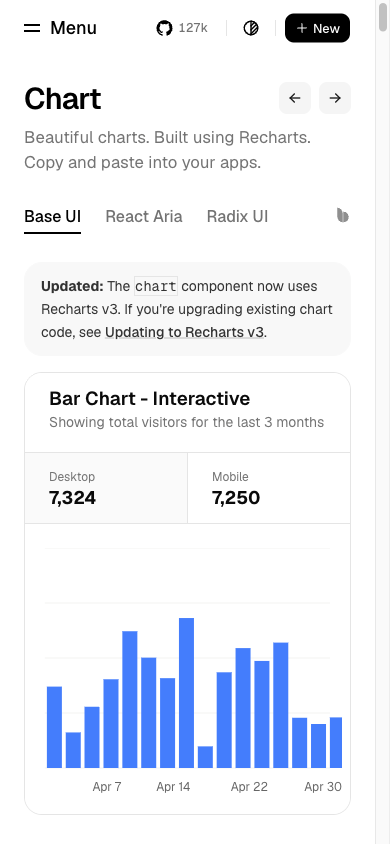 Menu
127k
New
Chart
Beautiful charts. Built using Recharts.
Copy and paste into your apps.
Base UI
React Aria
Radix UI
Updated: The chart component now uses
Recharts v3. If you're upgrading existing chart
code, see Updating to Recharts v3.
Bar Chart - Interactive
Showing total visitors for the last 3 months
Desktop
7,324
Mobile
7,250
Apr 7
Apr 14
Apr 22
Apr 30